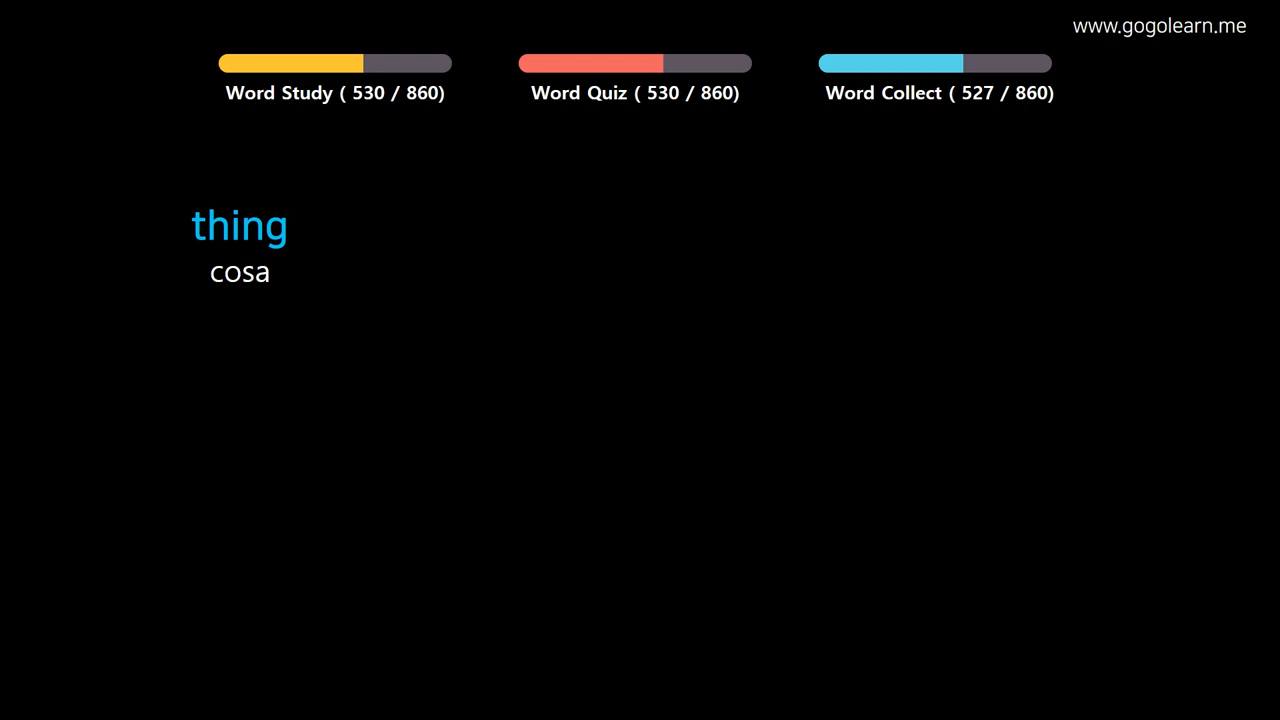 www.gogolearn.me
Word Study ( 530 / 860)
Word Quiz ( 530 / 860)
Word Collect ( 527 / 860)
thing
cosa